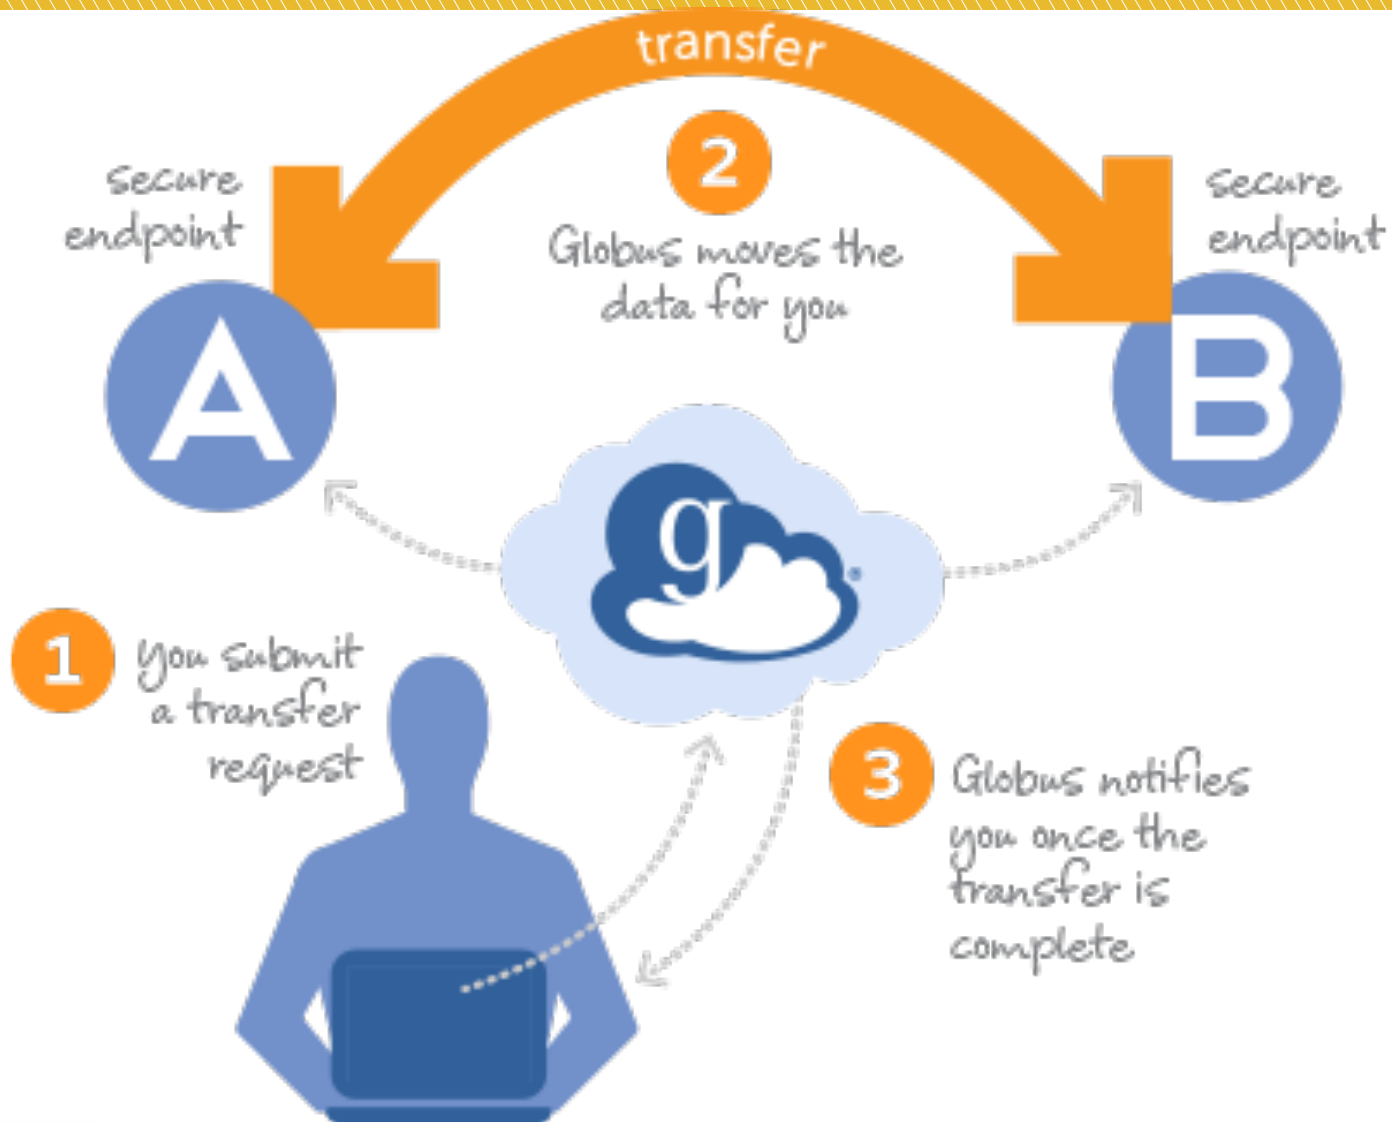 transfer
secure
endpoint
2
secure
endpoint
Globus moves the
data for you
A
B
g
1
you submit
a transfer
request
3
Globus notifies
you once the
transfer is
complete